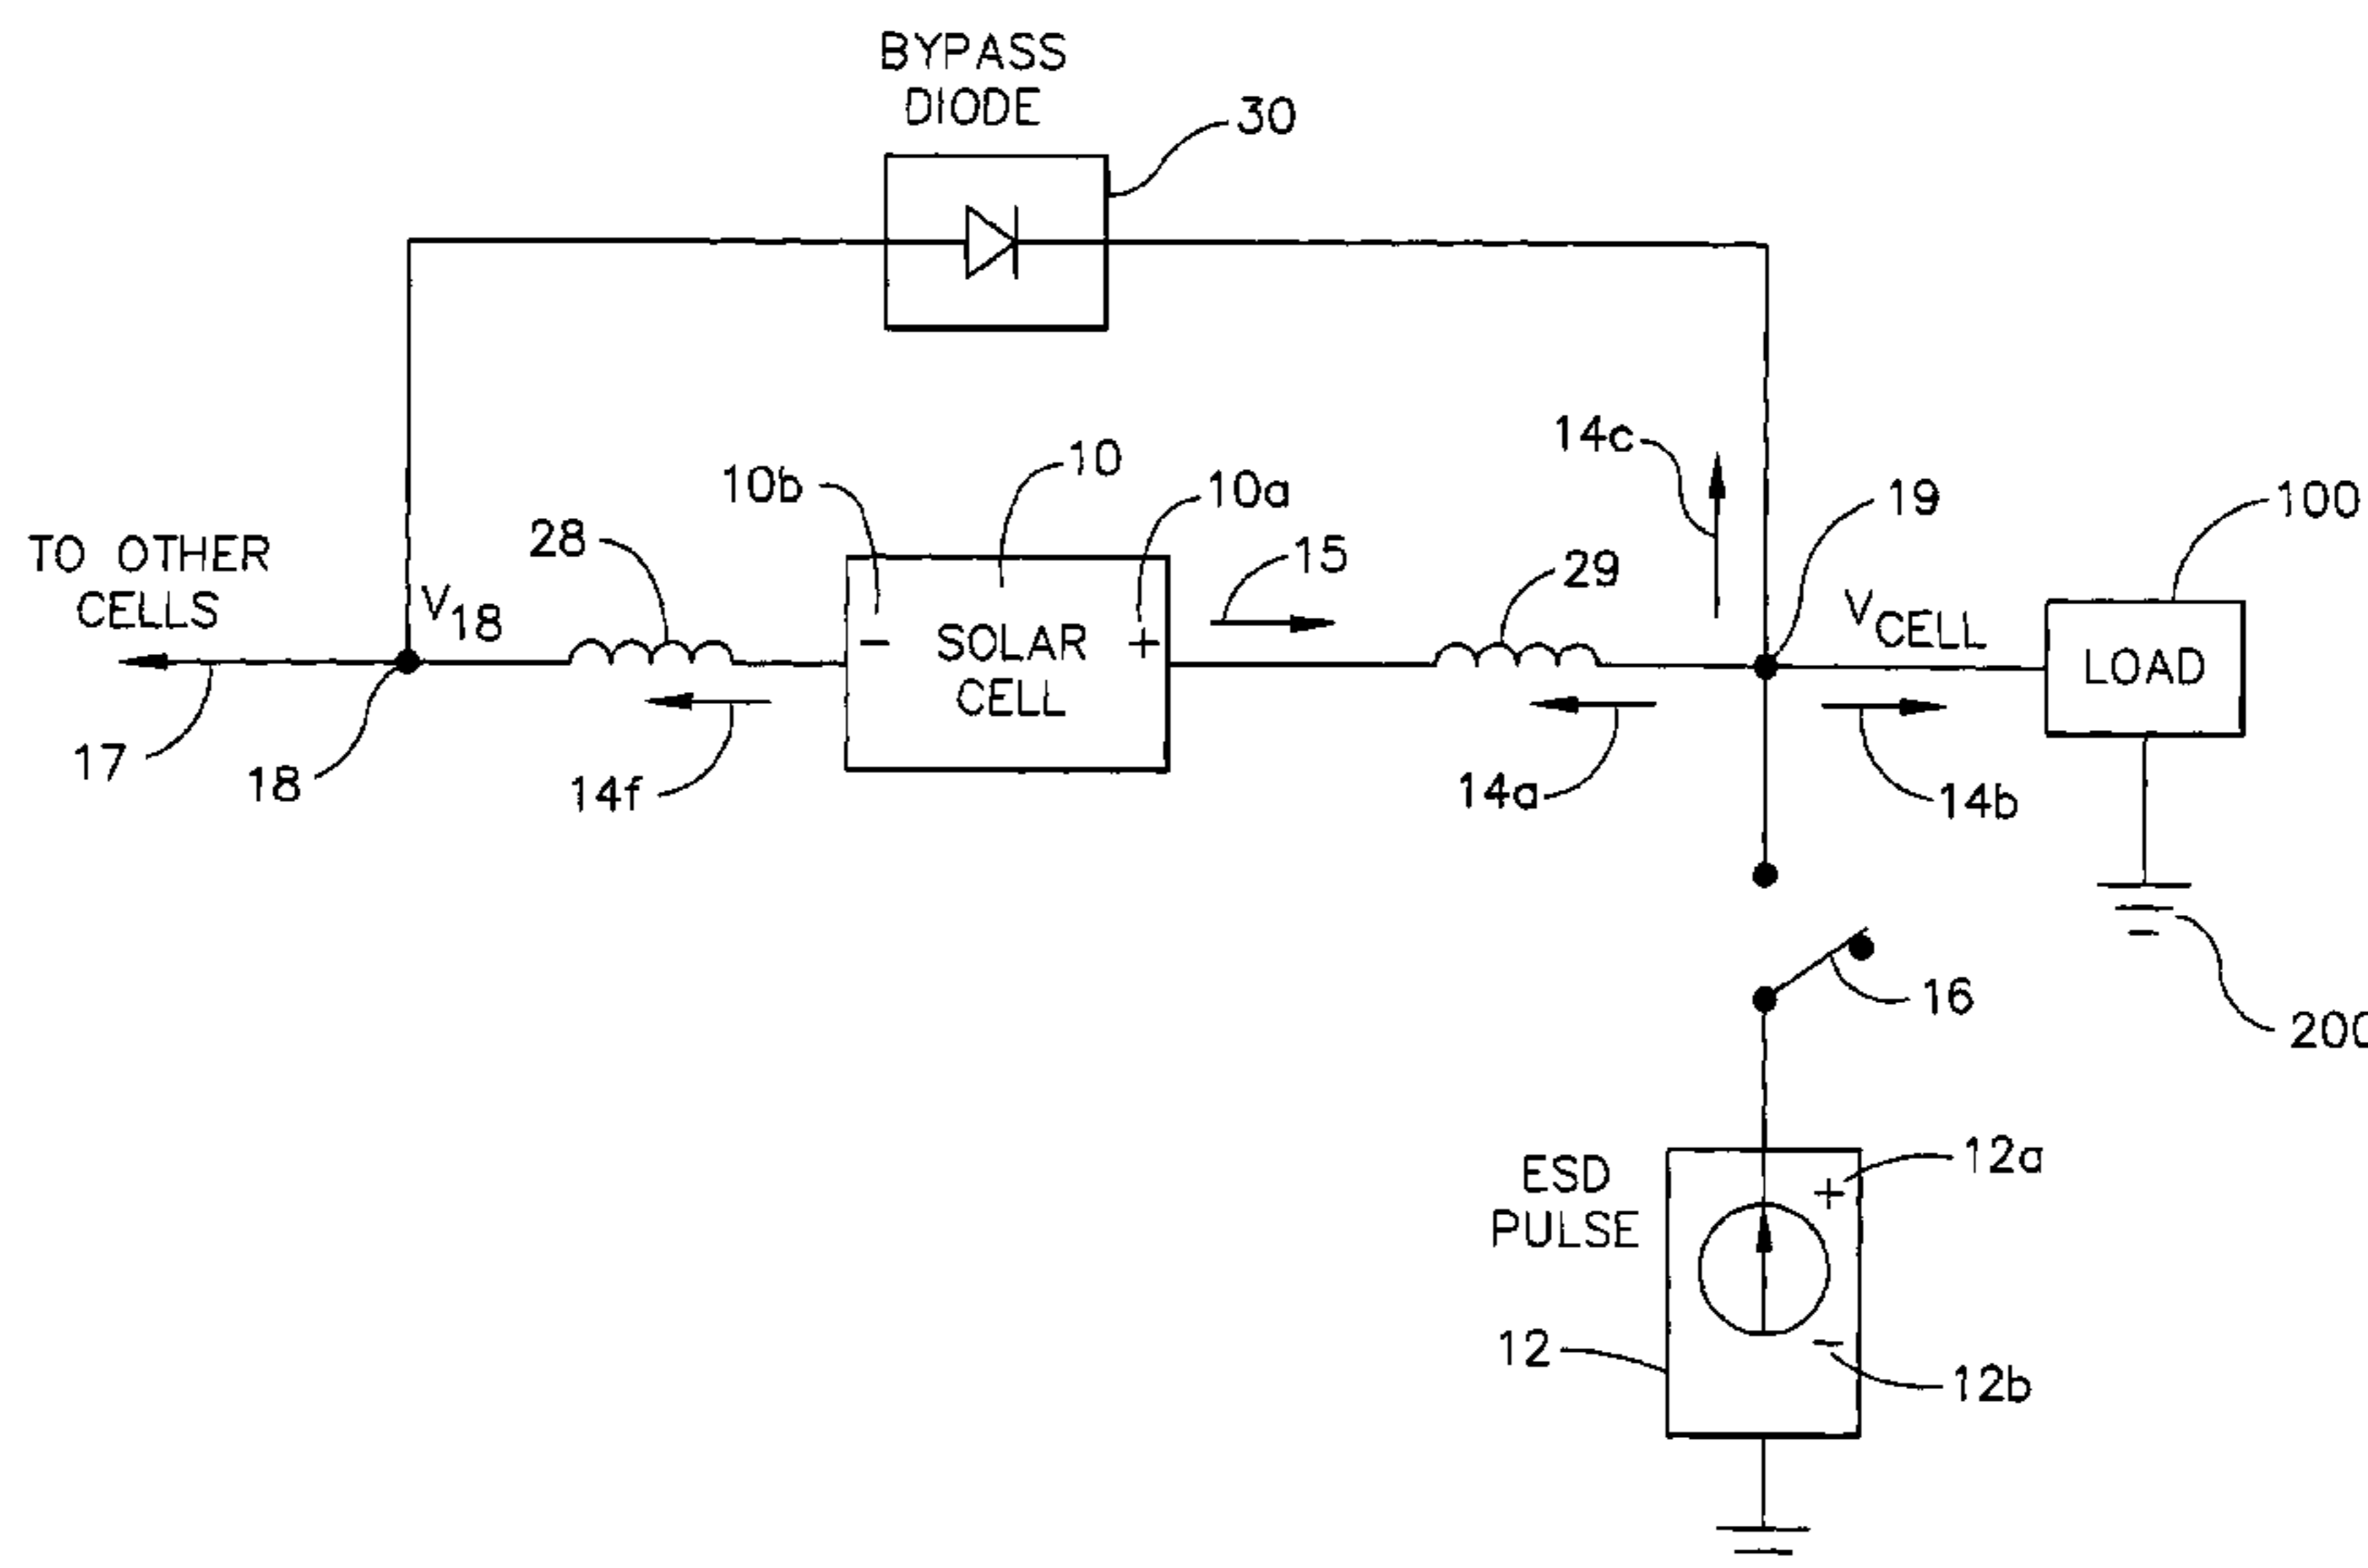 BYPASS
DIODE
30
14c
10b
10
10a
19
100
TO OTHER
CELLS
V18
28
15
29
VCELL
- SOLAR +
CELL
LOAD
17
18
14f
14a
14b
16
ESD
PULSE
12a
+
12
-
12b